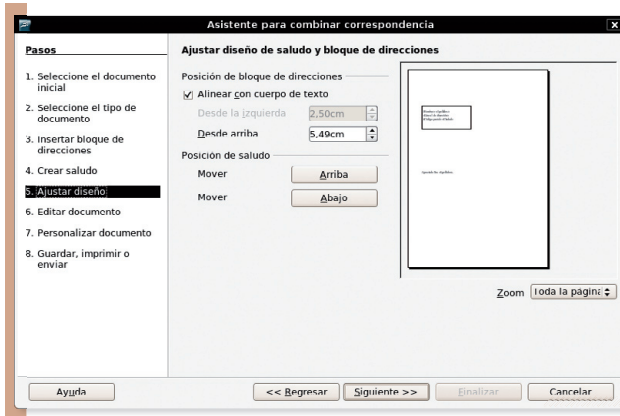 Asistente para combinar correspondencia
Pasos
1. Seleccione el documento
inicial
2. Seleccione el tipo de
documento
3. Insertar bloque de
direcciones
4. Crear saludo
5. Ajustar diseño
6. Editar documento
7. Personalizar documento
8. Guardar, imprimir o
enviar
Ajustar diseño de saludo y bloque de direcciones
Posición de bloque de direcciones
Alinear con cuerpo de texto
Desde la izquierda 2,50cm
Desde arriba 5,49cm
Posición de saludo
Mover Arriba
Mover Abajo
Zoom Toda la página
Ayuda << Regresar Siguiente >> Finalizar Cancelar